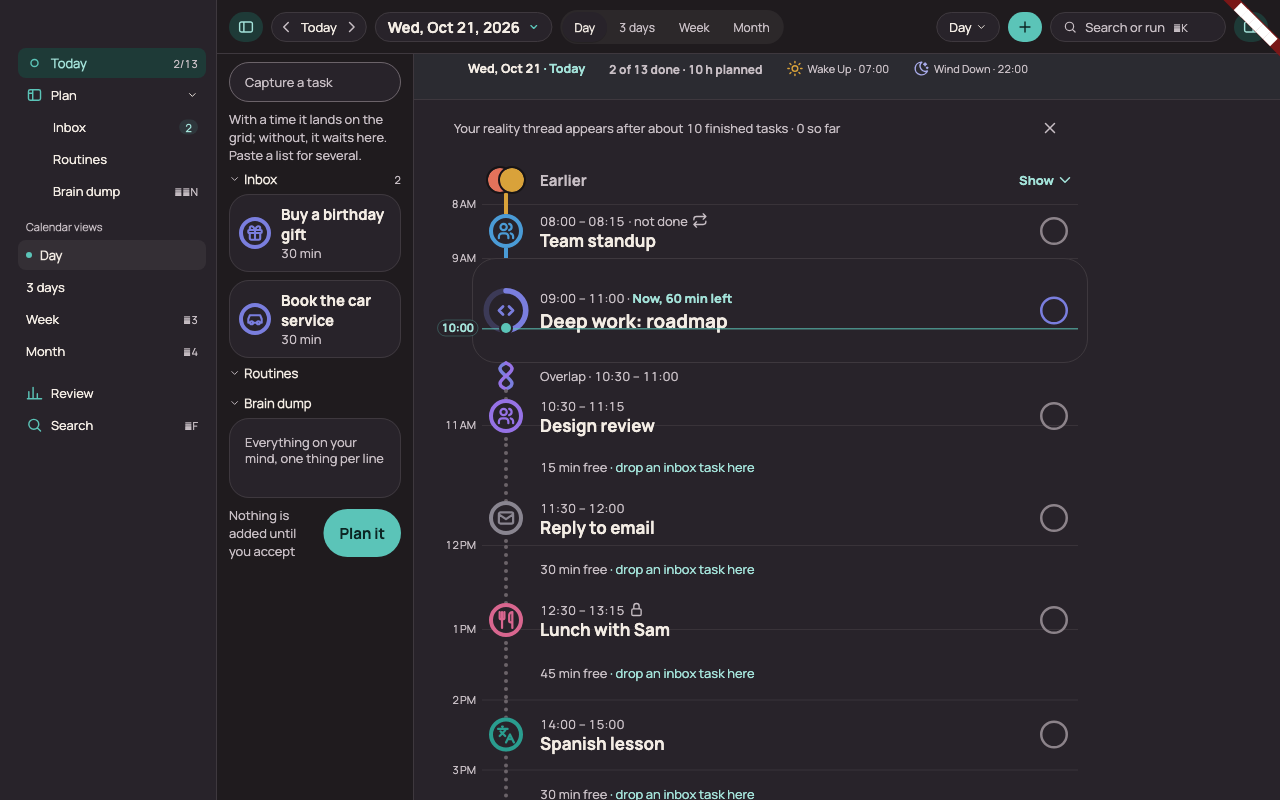 Today
Wed, Oct 21, 2026
Day
3 days
Week
Month
Day
Search or run
K
Today
2/13
Plan
Inbox
2
Routines
Brain dump
N
Calendar views
Day
3 days
Week
3
Month
4
Review
Search
F
Capture a task
With a time it lands on the
grid; without, it waits here.
Paste a list for several.
Inbox
2
Buy a birthday
gift
30 min
Book the car
service
30 min
Routines
Brain dump
Everything on your
mind, one thing per line
Nothing is
added until
you accept
Plan it
Wed, Oct 21 · Today
2 of 13 done · 10 h planned
Wake Up · 07:00
Wind Down · 22:00
Your reality thread appears after about 10 finished tasks · 0 so far
Earlier
Show
8 AM
08:00 – 08:15 · not done
Team standup
9 AM
09:00 – 11:00 · Now, 60 min left
Deep work: roadmap
10:00
Overlap · 10:30 – 11:00
10:30 – 11:15
11 AM
Design review
15 min free · drop an inbox task here
11:30 – 12:00
Reply to email
12 PM
30 min free · drop an inbox task here
12:30 – 13:15
1 PM
Lunch with Sam
45 min free · drop an inbox task here
2 PM
14:00 – 15:00
Spanish lesson
3 PM
30 min free · drop an inbox task here